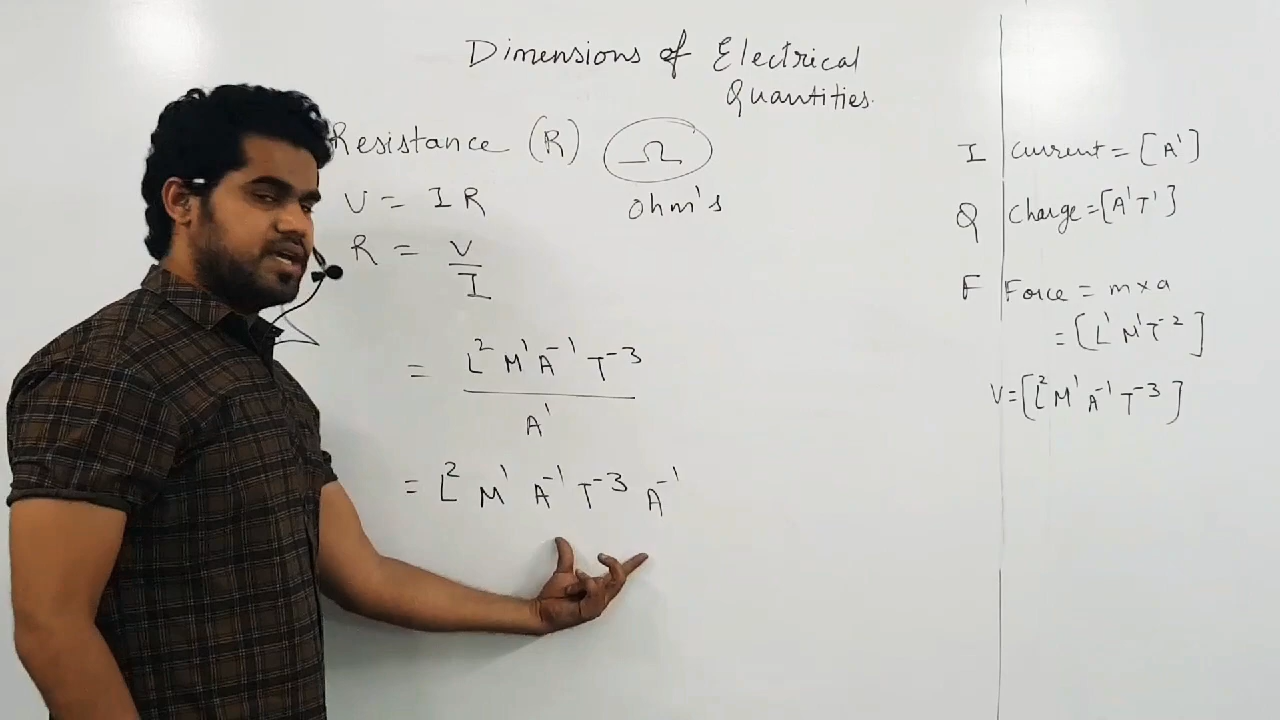 Dimensions of Electrical
Quantities.
Resistance (R) Ω
ohm's
V = I R
R = V/I
= L² M¹ A⁻¹ T⁻³ / A¹
= L² M¹ A⁻¹ T⁻³ A⁻¹
I Current = [A¹]
Q Charge = [A¹T¹]
F Force = m × a
= [L¹ M¹ T⁻²]
V = [L² M¹ A⁻¹ T⁻³]